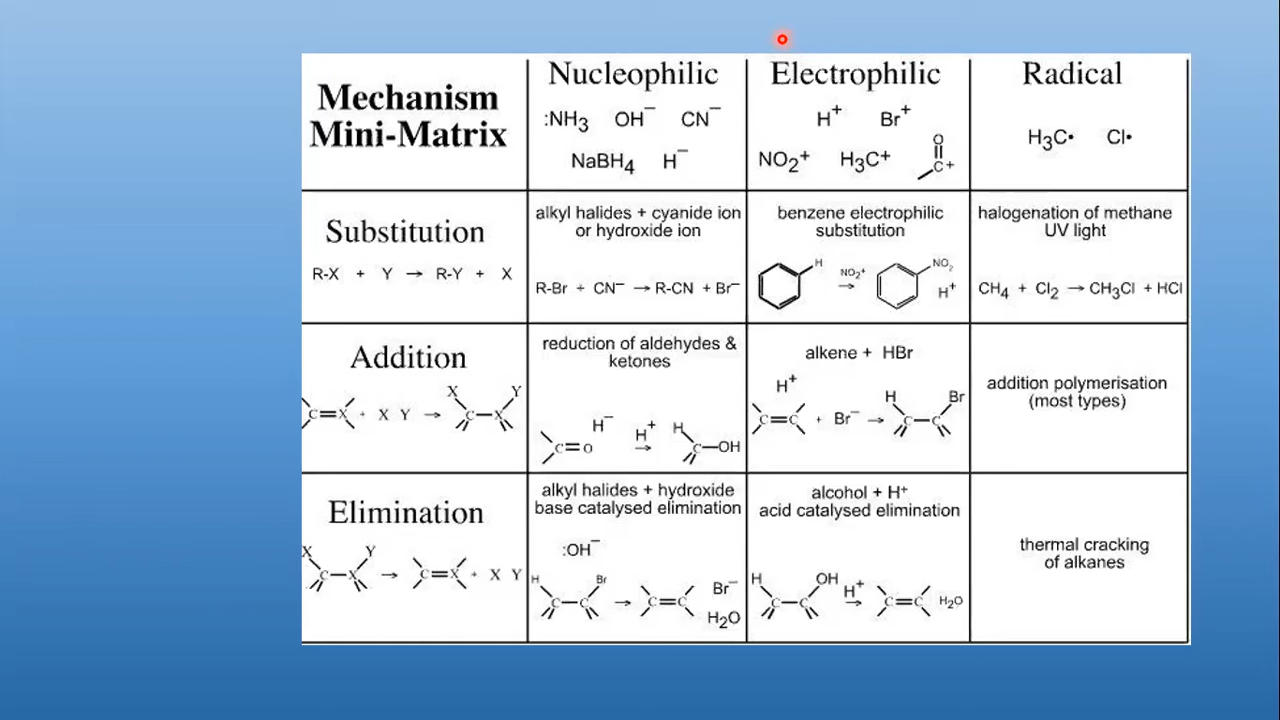 Mechanism
Mini-Matrix
Nucleophilic
:NH₃ OH⁻ CN⁻
NaBH₄ H⁻
Electrophilic
H⁺ Br⁺
NO₂⁺ H₃C+ O C+
Radical
H₃C• Cl•
Substitution
R-X + Y → R-Y + X
alkyl halides + cyanide ion
or hydroxide ion
R-Br + CN⁻ → R-CN + Br⁻
benzene electrophilic
substitution
H NO₂⁺ → NO₂ H⁺
halogenation of methane
UV light
CH₄ + Cl₂ → CH₃Cl + HCl
Addition
C=X + X Y → X Y C-X
reduction of aldehydes &
ketones
C=O H⁻ H⁺ → H C-OH
alkene + HBr
H⁺
C=C + Br⁻ → H Br C-C
addition polymerisation
(most types)
Elimination
X Y C-X → C=X + X Y
alkyl halides + hydroxide
base catalysed elimination
:OH⁻
H Br C-C → C=C Br⁻
H₂O
alcohol + H⁺
acid catalysed elimination
H OH C-C H⁺ → C=C H₂O
thermal cracking
of alkanes